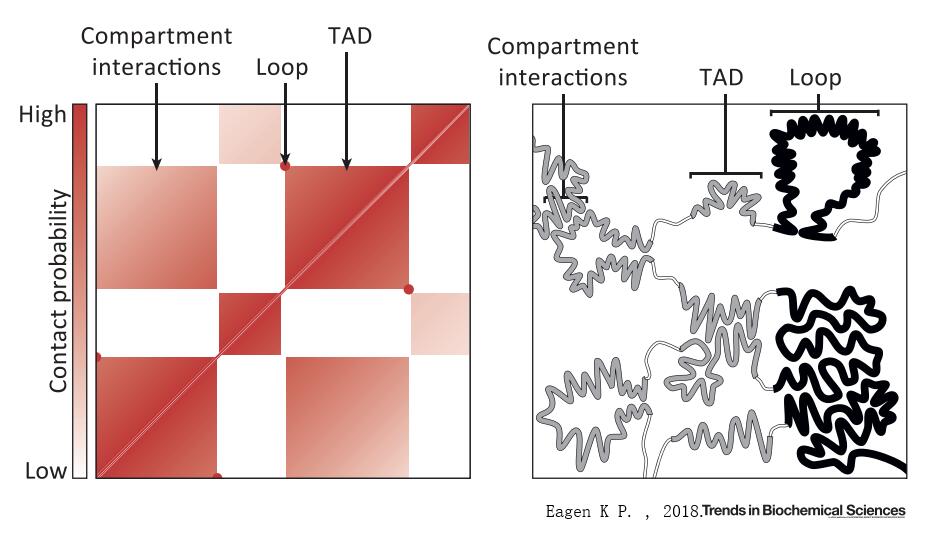 Compartment
interactions
Loop
TAD
High
Contact probability
Low
Compartment
interactions
TAD
Loop
Eagen K P. , 2018.Trends in Biochemical Sciences